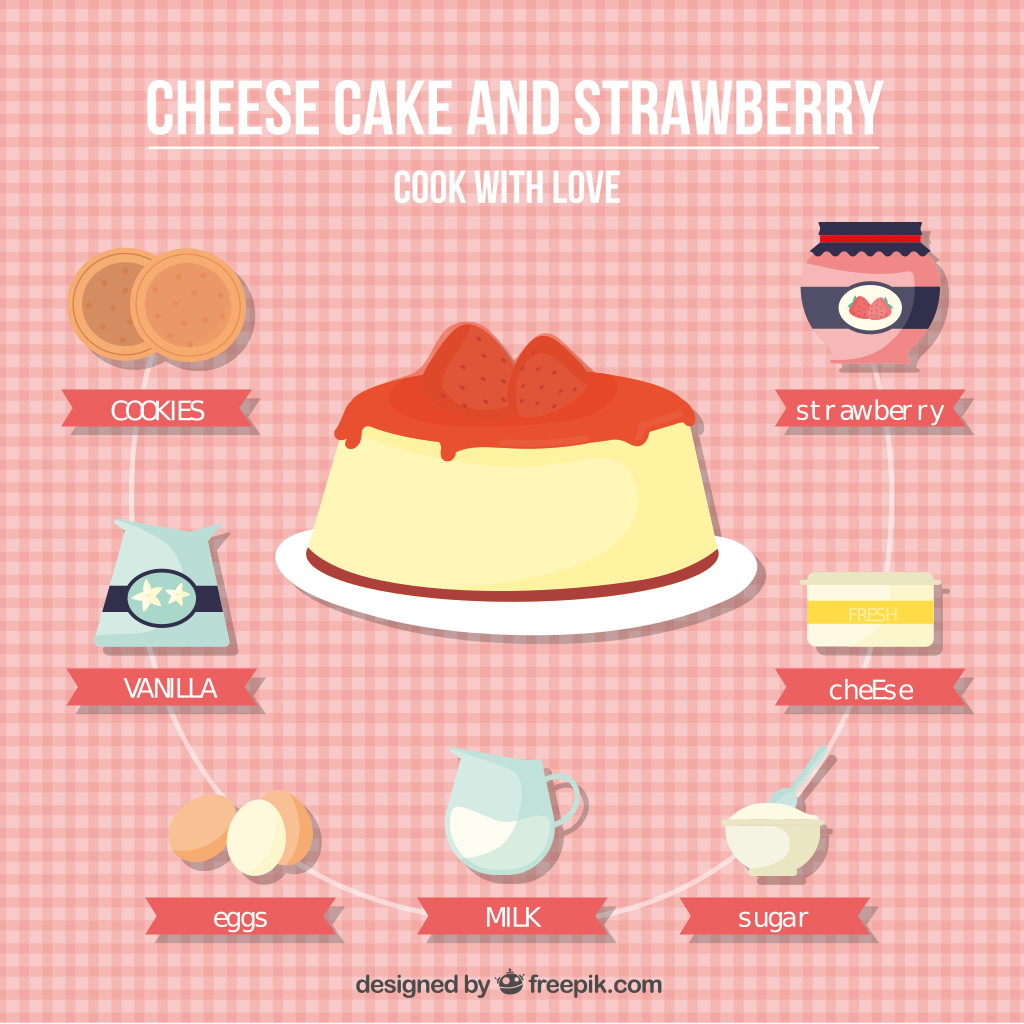 CHEESE CAKE AND STRAWBERRY
COOK WITH LOVE
COOKIES
strawberry
VANILLA
FRESH
cheEse
eggs
MILK
sugar
designed by freepik.com